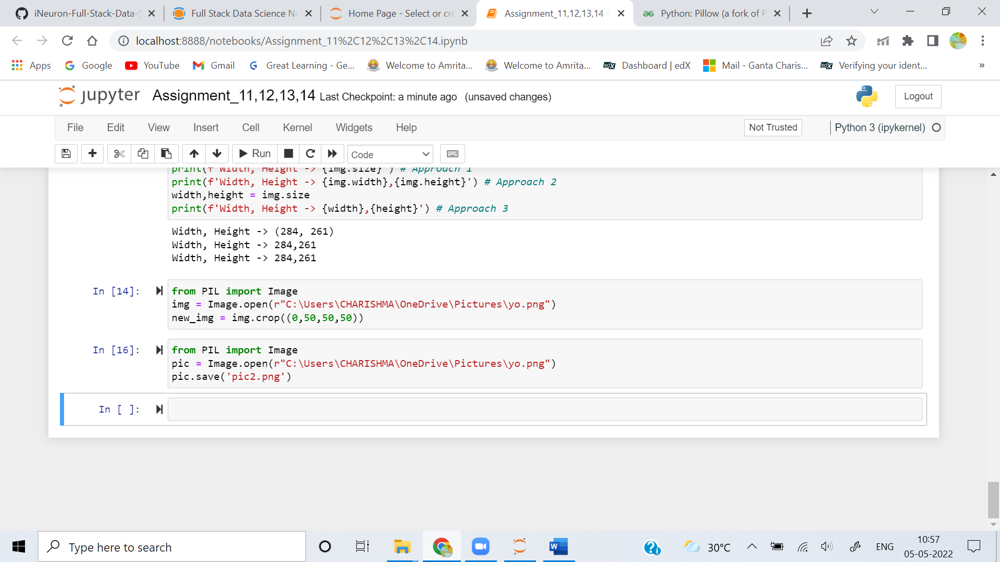 iNeuron-Full-Stack-Data-S
Full Stack Data Science No
Home Page - Select or cre
Assignment_11,12,13,14 -
Python: Pillow (a fork of P
localhost:8888/notebooks/Assignment_11%2C12%2C13%2C14.ipynb
Apps
Google
YouTube
Gmail
Great Learning - Ge...
Welcome to Amrita...
Welcome to Amrita...
Dashboard | edX
Mail - Ganta Charis...
Verifying your ident...
»
jupyter Assignment_11,12,13,14 Last Checkpoint: a minute ago (unsaved changes)
Logout
File Edit View Insert Cell Kernel Widgets Help
Not Trusted
Python 3 (ipykernel)
Run
Code
print(f'Width, Height -> {img.size}') # Approach 1
print(f'Width, Height -> {img.width},{img.height}') # Approach 2
width,height = img.size
print(f'Width, Height -> {width},{height}') # Approach 3
Width, Height -> (284, 261)
Width, Height -> 284,261
Width, Height -> 284,261
In [14]:
from PIL import Image
img = Image.open(r"C:\Users\CHARISHMA\OneDrive\Pictures\yo.png")
new_img = img.crop((0,50,50,50))
In [16]:
from PIL import Image
pic = Image.open(r"C:\Users\CHARISHMA\OneDrive\Pictures\yo.png")
pic.save('pic2.png')
In [ ]:
Type here to search
30°C
ENG
10:57
05-05-2022